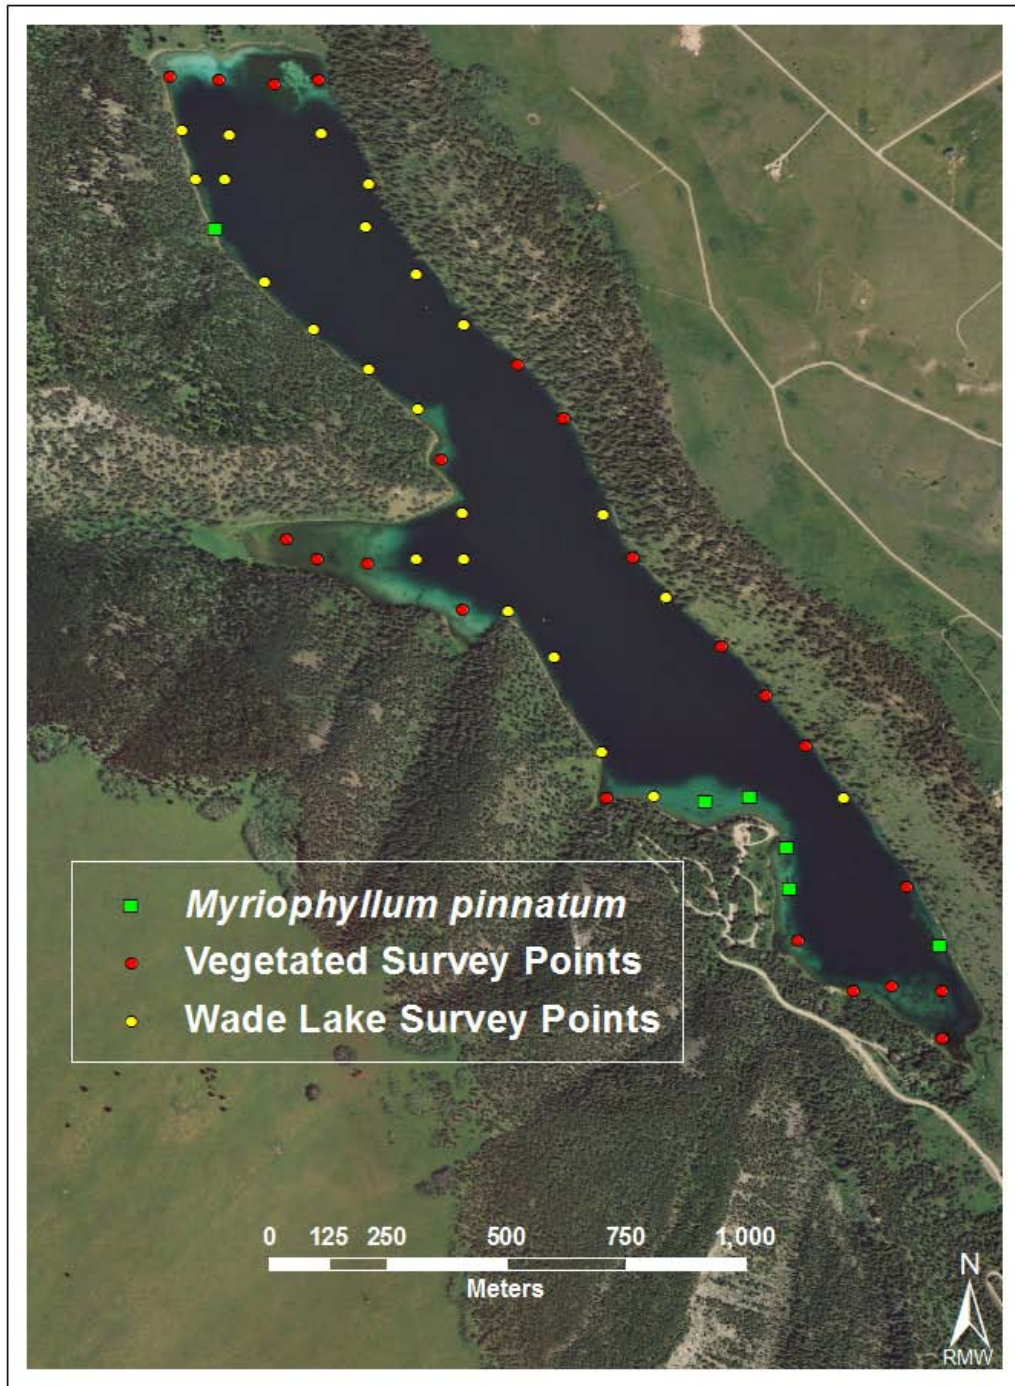 Myriophyllum pinnatum
Vegetated Survey Points
Wade Lake Survey Points
0 125 250 500 750 1,000
Meters
N
RMW